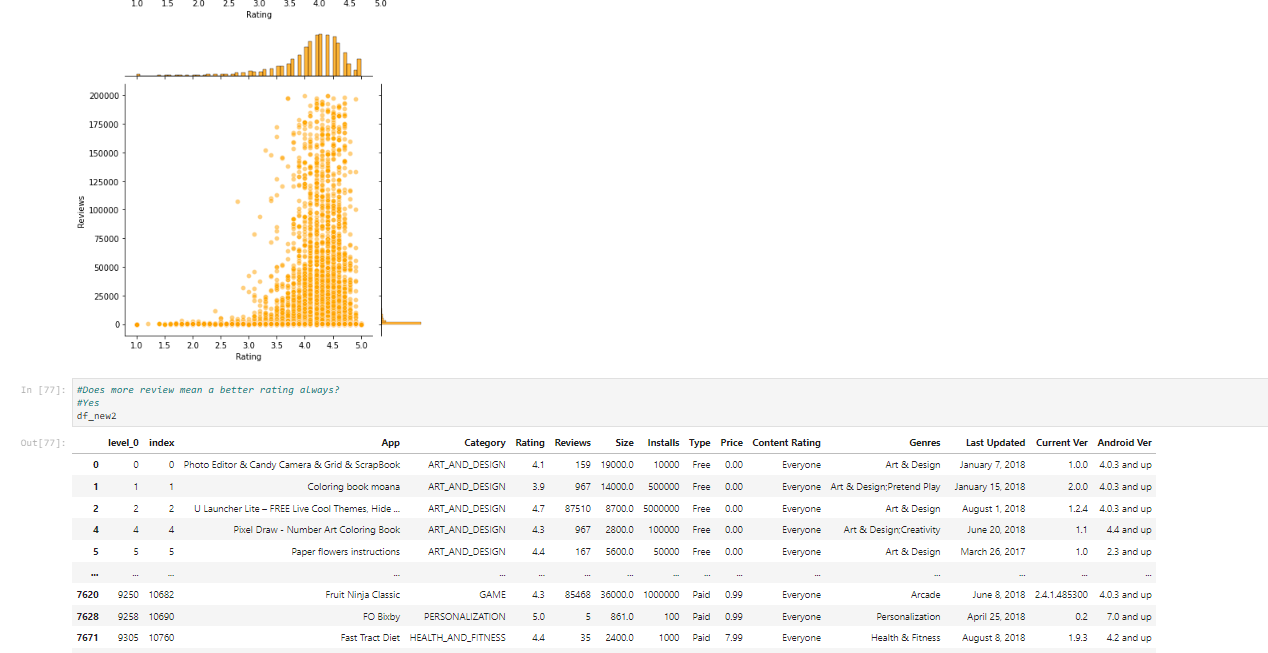 1.0 1.5 2.0 2.5 3.0 3.5 4.0 4.5 5.0
Rating
200000
175000
150000
125000
100000
75000
50000
25000
0
Reviews
1.0 1.5 2.0 2.5 3.0 3.5 4.0 4.5 5.0
Rating
In [77]: #Does more review mean a better rating always?
#Yes
df_new2
Out[77]: level_0 index App Category Rating Reviews Size Installs Type Price Content Rating Genres Last Updated Current Ver Android Ver
0 0 0 Photo Editor & Candy Camera & Grid & ScrapBook ART_AND_DESIGN 4.1 159 19000.0 10000 Free 0.00 Everyone Art & Design January 7, 2018 1.0.0 4.0.3 and up
1 1 1 Coloring book moana ART_AND_DESIGN 3.9 967 14000.0 500000 Free 0.00 Everyone Art & Design;Pretend Play January 15, 2018 2.0.0 4.0.3 and up
2 2 2 U Launcher Lite – FREE Live Cool Themes, Hide ... ART_AND_DESIGN 4.7 87510 8700.0 5000000 Free 0.00 Everyone Art & Design August 1, 2018 1.2.4 4.0.3 and up
4 4 4 Pixel Draw - Number Art Coloring Book ART_AND_DESIGN 4.3 967 2800.0 100000 Free 0.00 Everyone Art & Design;Creativity June 20, 2018 1.1 4.4 and up
5 5 5 Paper flowers instructions ART_AND_DESIGN 4.4 167 5600.0 50000 Free 0.00 Everyone Art & Design March 26, 2017 1.0 2.3 and up
... ... ... ... ... ... ... ... ... ... ... ... ... ... ... ...
7620 9250 10682 Fruit Ninja Classic GAME 4.3 85468 36000.0 1000000 Paid 0.99 Everyone Arcade June 8, 2018 2.4.1.485300 4.0.3 and up
7628 9258 10690 FO Bixby PERSONALIZATION 5.0 5 861.0 100 Paid 0.99 Everyone Personalization April 25, 2018 0.2 7.0 and up
7671 9305 10760 Fast Tract Diet HEALTH_AND_FITNESS 4.4 35 2400.0 1000 Paid 7.99 Everyone Health & Fitness August 8, 2018 1.9.3 4.2 and up